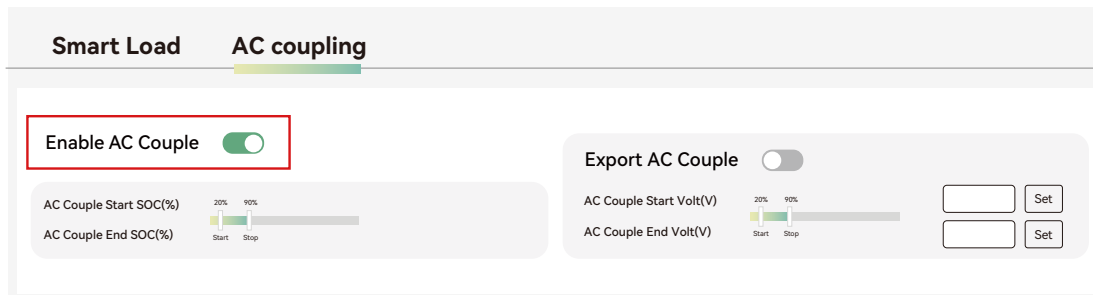 Smart Load AC coupling
Enable AC Couple
AC Couple Start SOC(%)
20% 90%
AC Couple End SOC(%)
Start Stop
Export AC Couple
AC Couple Start Volt(V)
20% 90%
Set
AC Couple End Volt(V)
Start Stop
Set